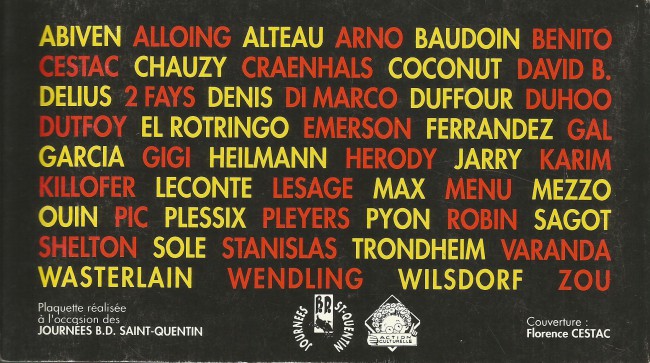 ABIVEN ALLOING ALTEAU ARNO BAUDOIN BENITO
CESTAC CHAUZY CRAENHALS COCONUT DAVID B.
DELIUS 2 FAYS DENIS DI MARCO DUFFOUR DUHOO
DUTFOY EL ROTRINGO EMERSON FERRANDEZ GAL
GARCIA GIGI HEILMANN HERODY JARRY KARIM
KILLOFER LECONTE LESAGE MAX MENU MEZZO
OUIN PIC PLESSIX PLEYERS PYON ROBIN SAGOT
SHELTON SOLE STANISLAS TRONDHEIM VARANDA
WASTERLAIN WENDLING WILSDORF ZOU
Plaquette réalisée
à l'occasion des
JOURNEES B.D. SAINT-QUENTIN
JOURNEES
B.D.
ST-QUENTIN
ACTION
CULTURELLE
Couverture :
Florence CESTAC